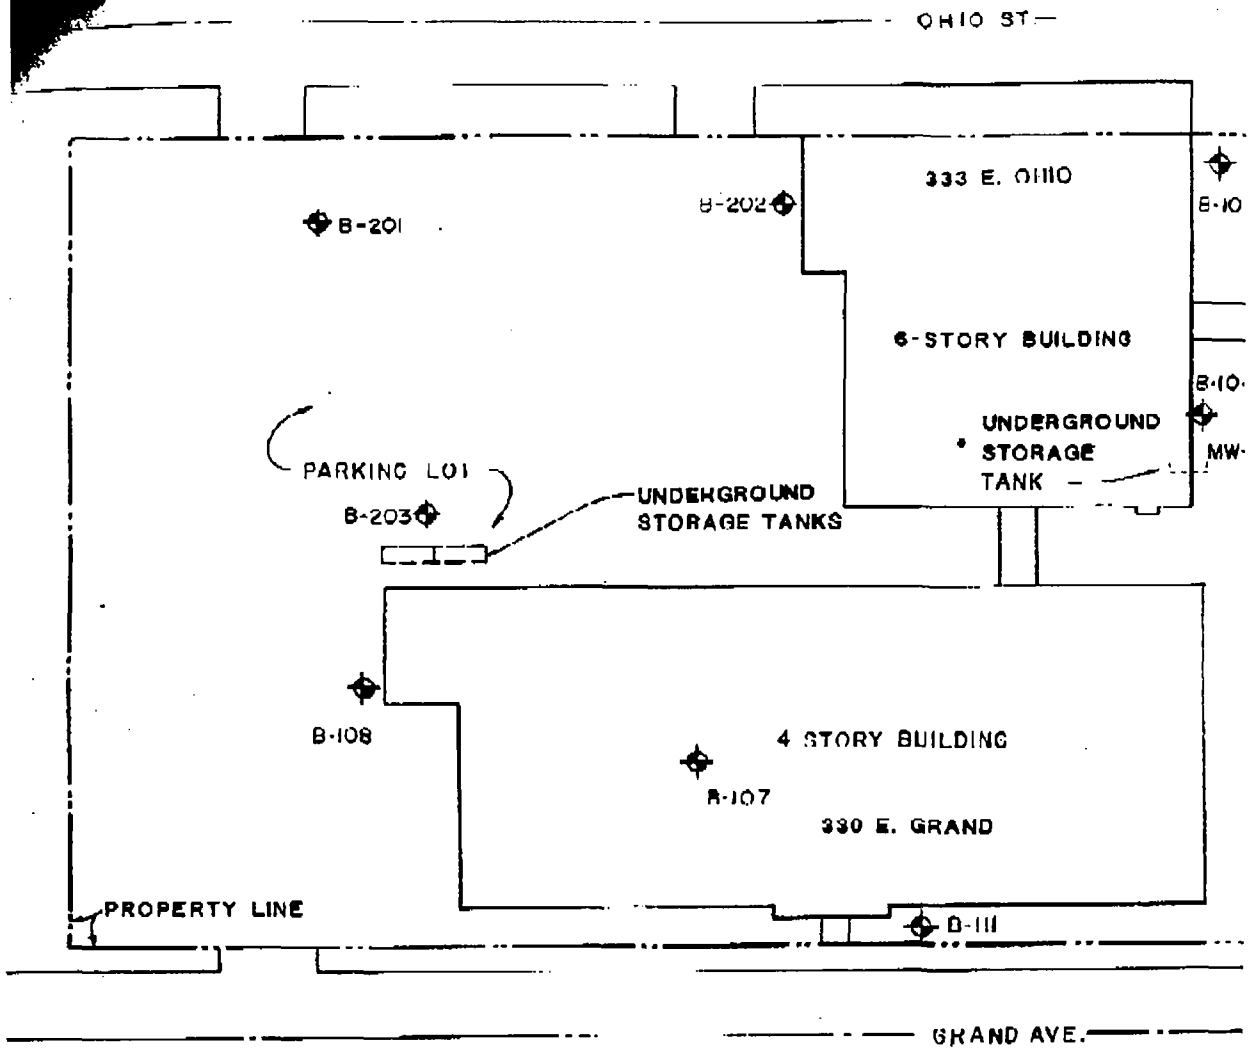 OHIO ST.
333 E. OHIO
B-10
B-202
B-201
6-STORY BUILDING
B-10-
UNDERGROUND
STORAGE
TANK
MW-
PARKING LOT
UNDERGROUND
STORAGE TANKS
B-203
B-108
4 STORY BUILDING
B-107
330 E. GRAND
PROPERTY LINE
B-111
GRAND AVE.